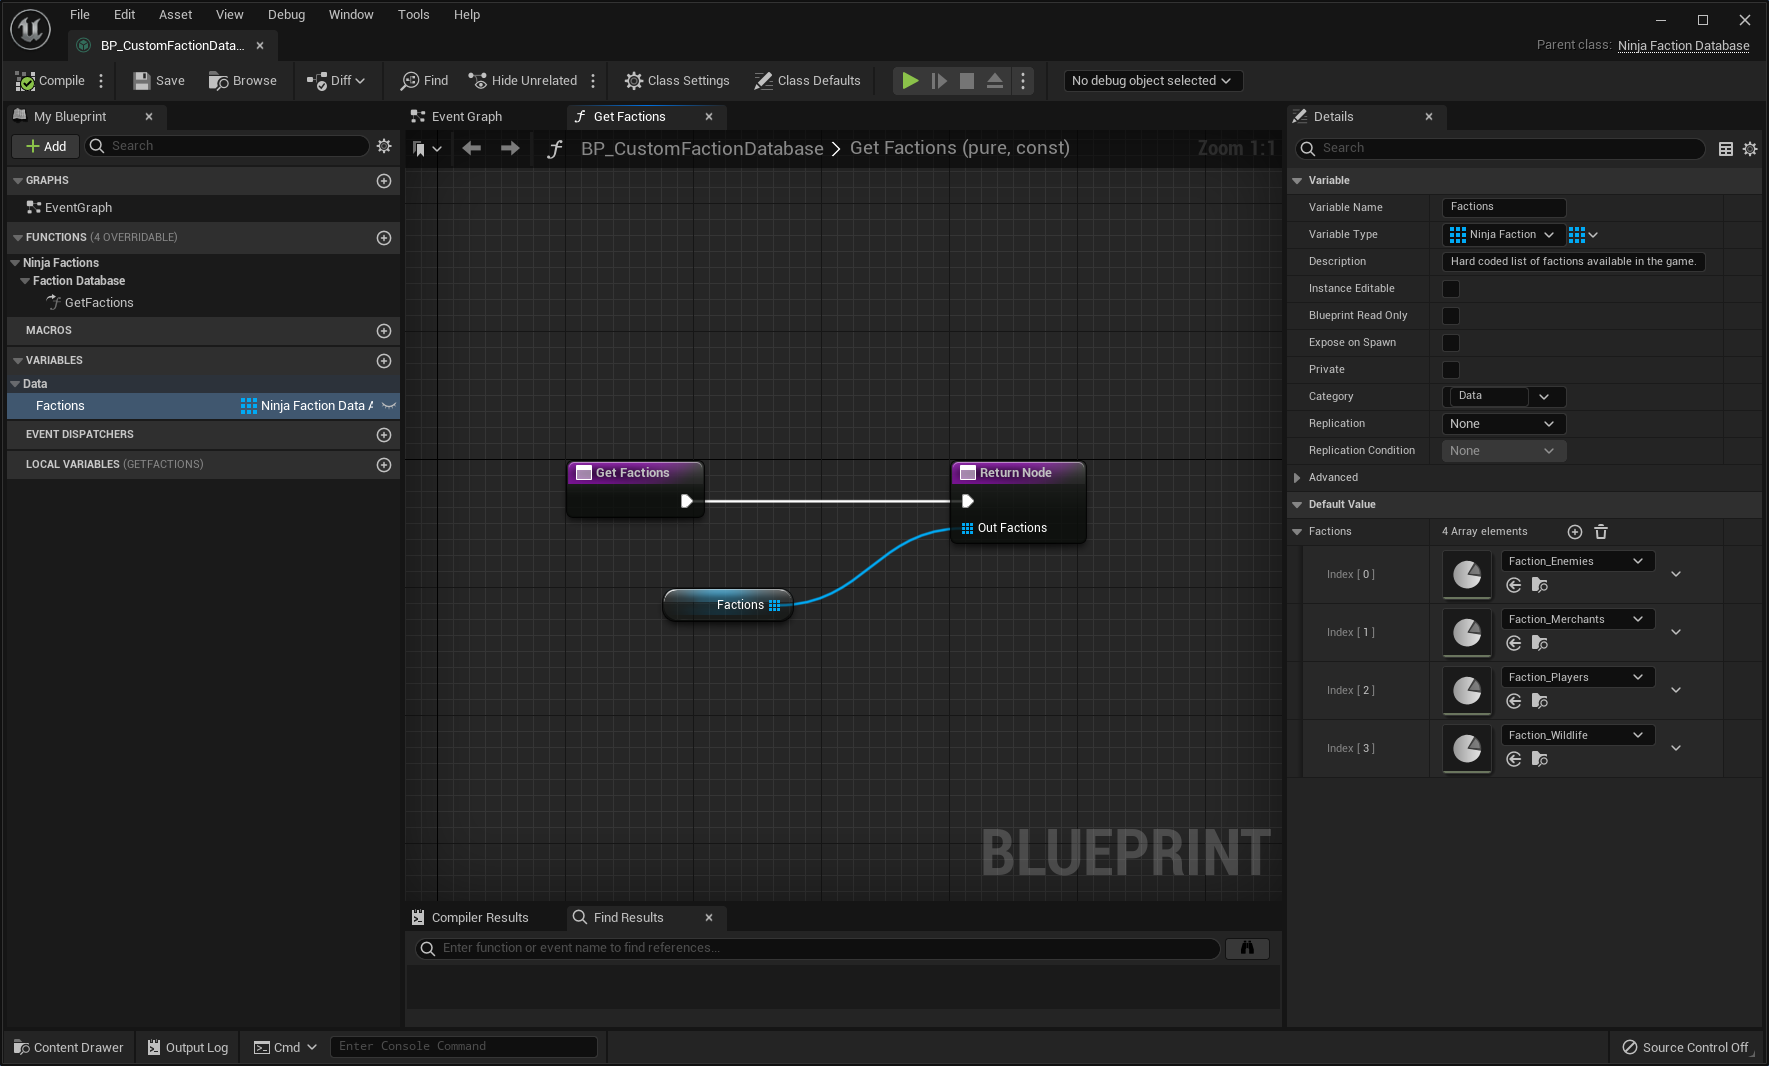 File Edit Asset View Debug Window Tools Help
BP_CustomFactionData...
Parent class: Ninja Faction Database
Compile Save Browse Diff Find Hide Unrelated Class Settings Class Defaults No debug object selected
My Blueprint
Add Search
GRAPHS
EventGraph
FUNCTIONS (4 OVERRIDABLE)
Ninja Factions
Faction Database
GetFactions
MACROS
VARIABLES
Data
Factions Ninja Faction Data A
EVENT DISPATCHERS
LOCAL VARIABLES (GETFACTIONS)
Event Graph Get Factions
BP_CustomFactionDatabase > Get Factions (pure, const) Zoom 1:1
Get Factions
Return Node
Out Factions
Factions
BLUEPRINT
Compiler Results Find Results
Enter function or event name to find references...
Details
Search
Variable
Variable Name Factions
Variable Type Ninja Faction
Description Hard coded list of factions available in the game.
Instance Editable
Blueprint Read Only
Expose on Spawn
Private
Category Data
Replication None
Replication Condition None
Advanced
Default Value
Factions 4 Array elements
Index [ 0 ] Faction_Enemies
Index [ 1 ] Faction_Merchants
Index [ 2 ] Faction_Players
Index [ 3 ] Faction_Wildlife
Content Drawer Output Log Cmd Enter Console Command Source Control Off